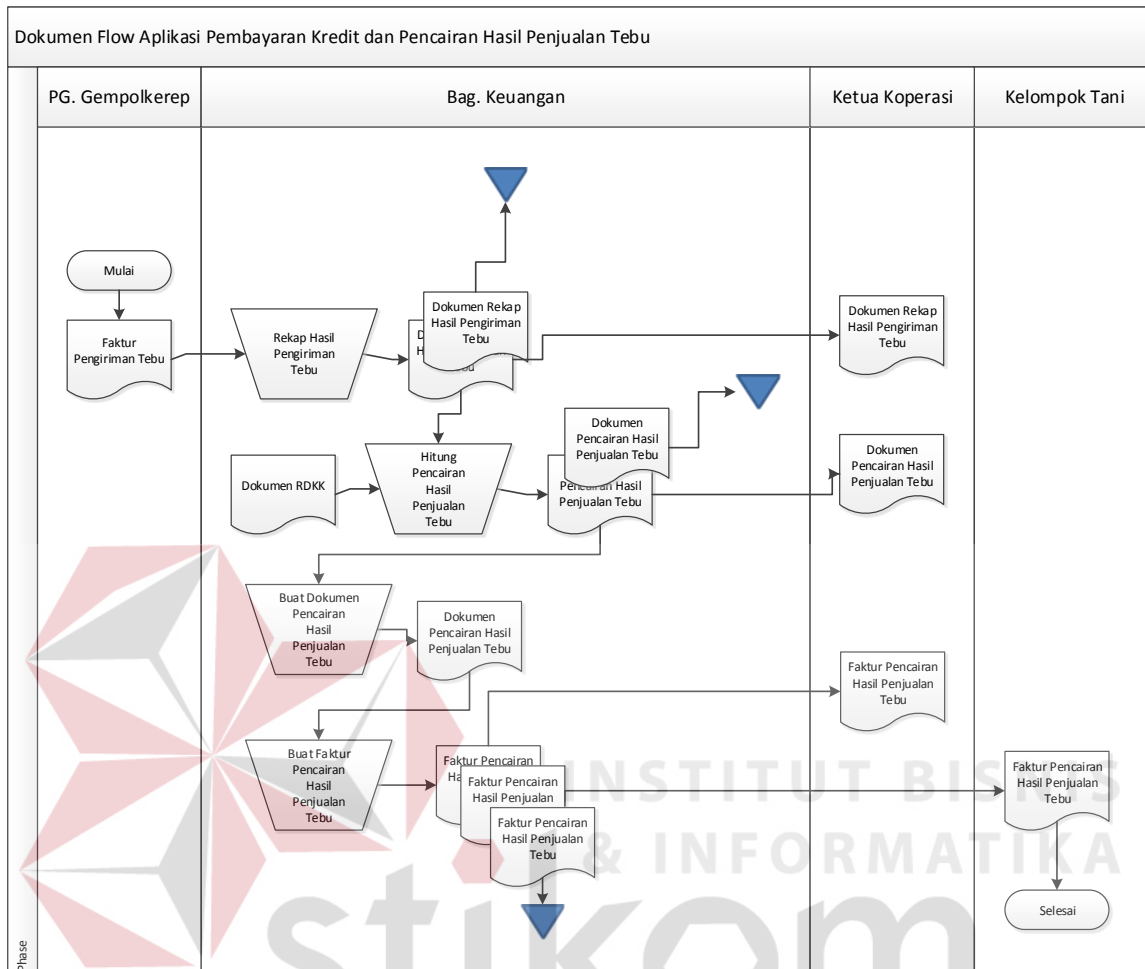 Dokumen Flow Aplikasi Pembayaran Kredit dan Pencairan Hasil Penjualan Tebu
PG. Gempolkerep
Bag. Keuangan
Ketua Koperasi
Kelompok Tani
Mulai
Faktur
Pengiriman Tebu
Rekap Hasil
Pengiriman
Tebu
Dokumen Rekap
Hasil Pengiriman
Tebu
Dokumen Rekap
Hasil Pengiriman
Tebu
Dokumen RDKK
Hitung
Pencairan
Hasil
Penjualan
Tebu
Dokumen
Pencairan Hasil
Penjualan Tebu
Pencairan Hasil
Penjualan Tebu
Dokumen
Pencairan Hasil
Penjualan Tebu
Buat Dokumen
Pencairan
Hasil
Penjualan
Tebu
Dokumen
Pencairan Hasil
Penjualan Tebu
Faktur Pencairan
Hasil Penjualan
Tebu
Buat Faktur
Pencairan
Hasil
Penjualan
Tebu
Faktur Pencairan
Faktur Pencairan
Hasil Penjualan
Faktur Pencairan
Hasil Penjualan
Tebu
Faktur Pencairan
Hasil Penjualan
Tebu
Selesai
Phase
INSTITUT BISNIS
& INFORMATIKA
stikom